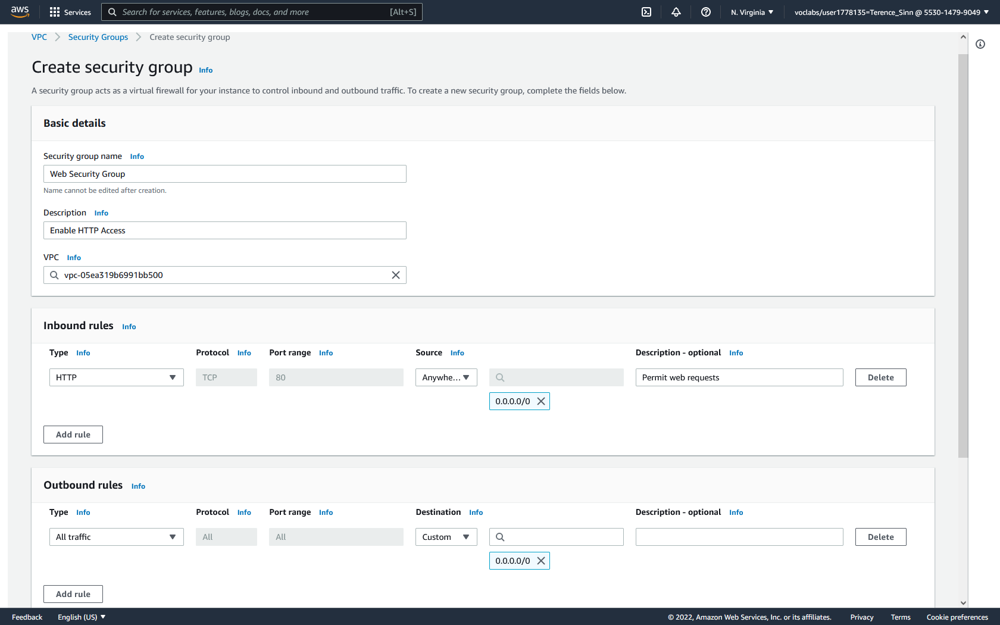 aws Services Search for services, features, blogs, docs, and more [Alt+S] N. Virginia voclabs/user1778135=Terence_Sinn @ 5530-1479-9049
VPC Security Groups Create security group
Create security group Info
A security group acts as a virtual firewall for your instance to control inbound and outbound traffic. To create a new security group, complete the fields below.
Basic details
Security group name Info
Web Security Group
Name cannot be edited after creation.
Description Info
Enable HTTP Access
VPC Info
vpc-05ea319b6991bb500
Inbound rules Info
Type Info Protocol Info Port range Info Source Info Description - optional Info
HTTP TCP 80 Anywhe... Permit web requests Delete
0.0.0.0/0
Add rule
Outbound rules Info
Type Info Protocol Info Port range Info Destination Info Description - optional Info
All traffic All All Custom Delete
0.0.0.0/0
Add rule
Feedback English (US) © 2022, Amazon Web Services, Inc. or its affiliates. Privacy Terms Cookie preferences